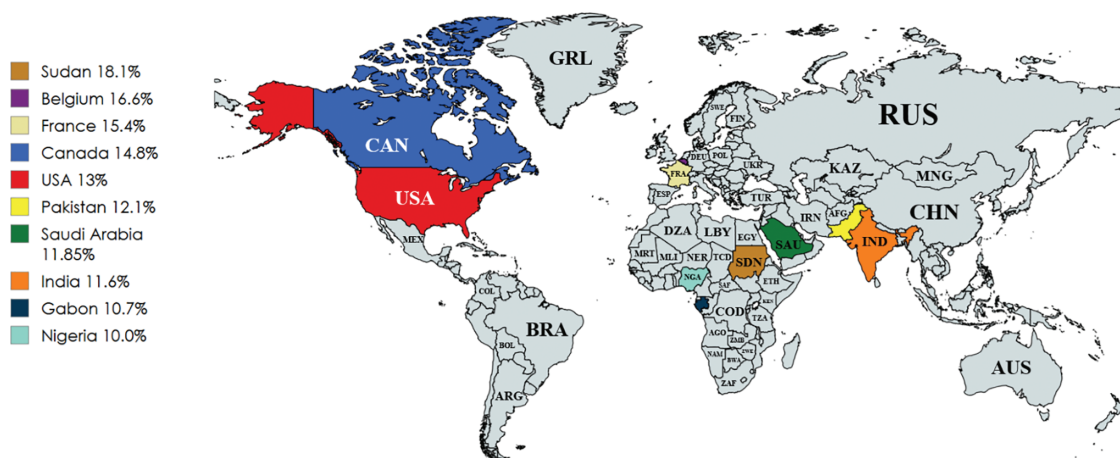 Sudan 18.1%
Belgium 16.6%
France 15.4%
Canada 14.8%
USA 13%
Pakistan 12.1%
Saudi Arabia
11.85%
India 11.6%
Gabon 10.7%
Nigeria 10.0%
GRL
RUS
CAN
USA
MEX
COL
BRA
BOL
ARG
SWE
FIN
DEU
POL
UKR
FRA
ESP
TUR
KAZ
MNG
CHN
IRN
AFG
IND
SAU
DZA
LBY
EGY
MRT
MLI
NER
TCD
SDN
NGA
ETH
COD
TZA
AGO
ZMB
NAM
BWA
ZWE
ZAF
AUS